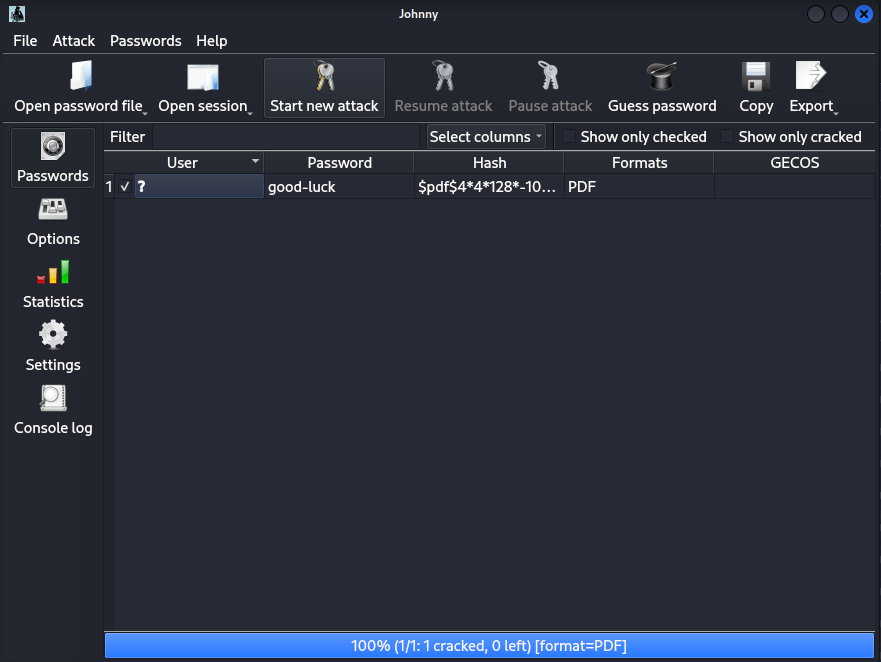 Johnny
File Attack Passwords Help
Open password file Open session Start new attack Resume attack Pause attack Guess password Copy Export
Passwords
Options
Statistics
Settings
Console log
Filter Select columns Show only checked Show only cracked
User Password Hash Formats GECOS
1 ? good-luck $pdf$4*4*128*-10... PDF
100% (1/1: 1 cracked, 0 left) [format=PDF]